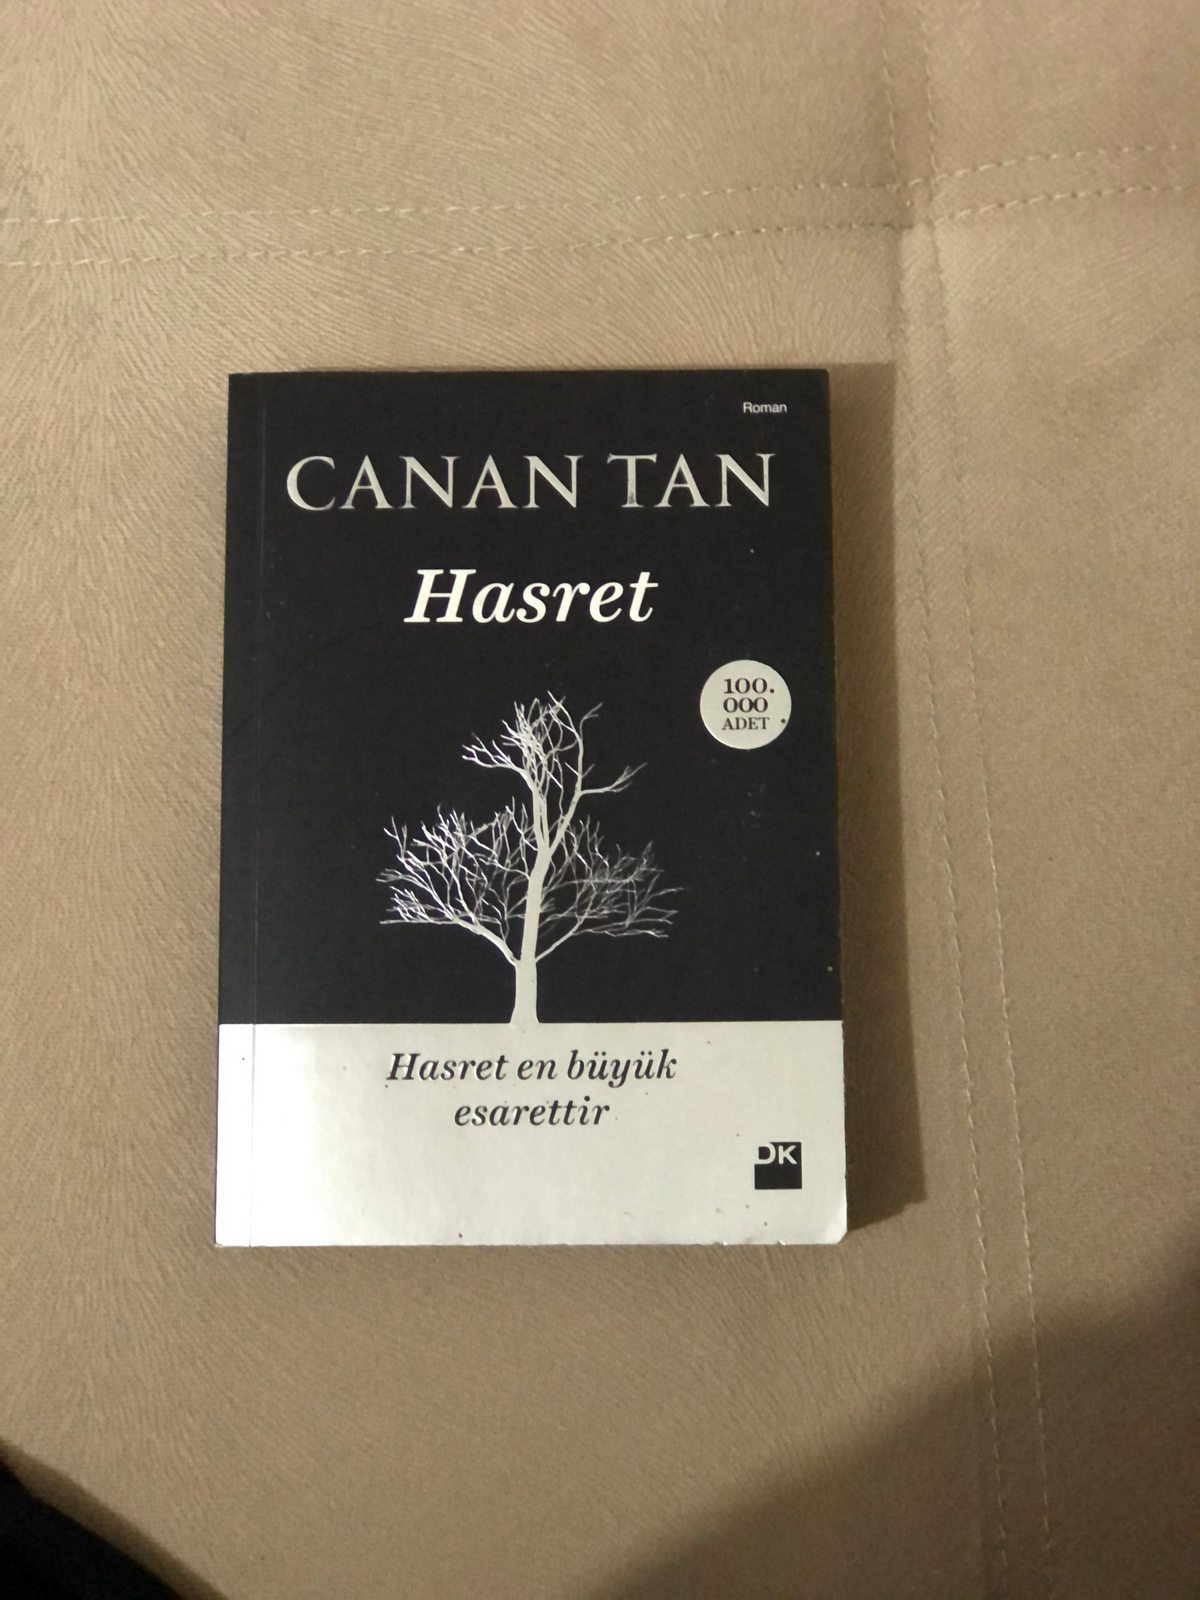 Roman
CANAN TAN
Hasret
100.
000
ADET
Hasret en büyük
esarettir
DK